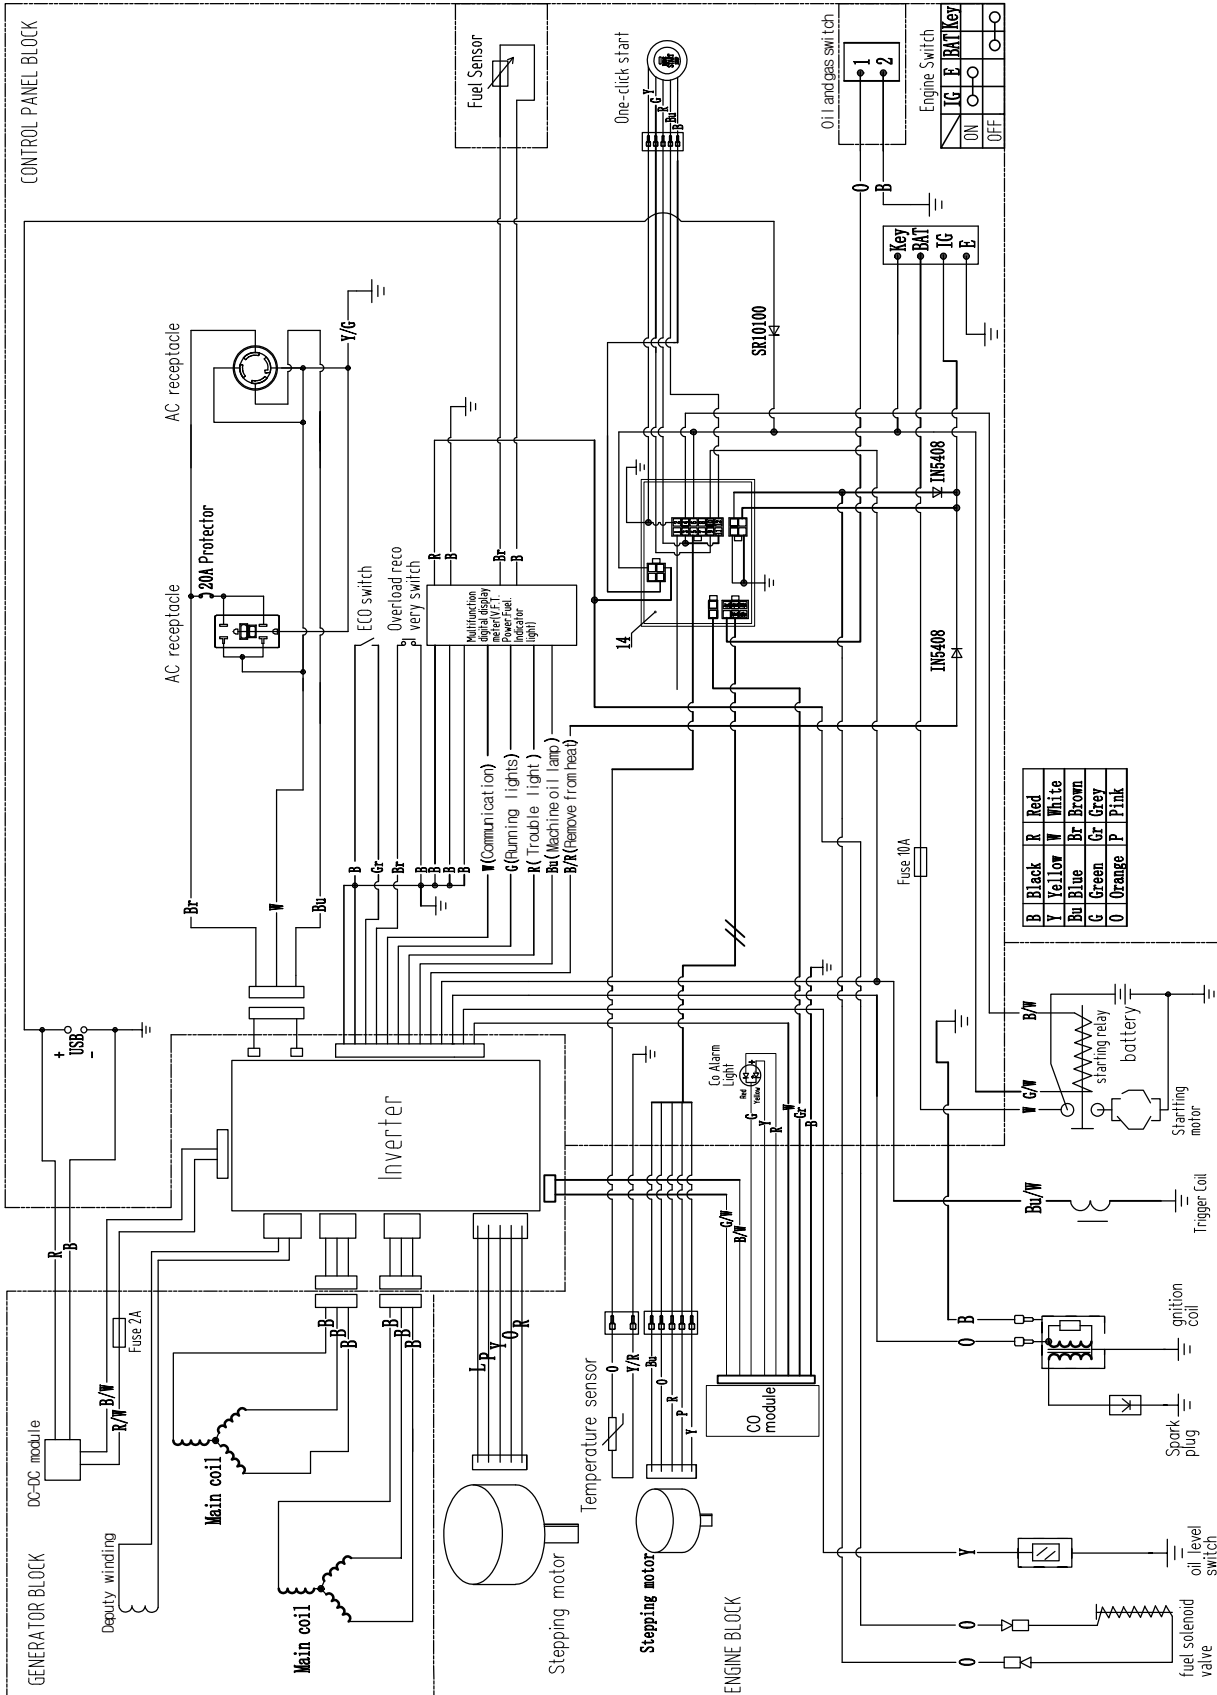 CONTROL PANEL BLOCK
Fuel Sensor
One-click start
START
Y
G
R
Bu
B
Oil and gas switch
1
2
O
B
Engine Switch
IG E BAT Key
ON
OFF
Key
BAT
IG
E
AC receptacle
Y/G
AC receptacle
20A Protector
SR10100
IN5408
IN5408
14
ECO switch
Overload reco
very switch
Multifunction
digital display
meter(V.F.T.
Power.Fuel.
Indicator
light)
R
B
Br
B
B
Gr
Br
B
B
B
B
W(Communication)
G(Running lights)
R(Trouble light)
Bu(Machine oil lamp)
B/R(Remove from heat)
Br
W
Bu
+
USB
-
Inverter
Fuse 10A
B Black R Red
Y Yellow W White
Bu Blue Br Brown
G Green Gr Grey
O Orange P Pink
B/W
G/W
W
starting relay
battery
Startting
motor
Co Alarm
Light
Red
Yellow
+
G
Y
R
W
Gr
B
G/W
B/W
Bu/W
Trigger Coil
B
O
gnition
coil
Spark
plug
Y
oil level
switch
O
O
fuel solenoid
valve
GENERATOR BLOCK
DC-DC module
R
B
B/W
R/W
Fuse 2A
Deputy winding
Main coil
B
B
B
Main coil
B
B
B
L
P
Y
O
R
Stepping motor
Temperature sensor
O
Y/R
Bu
O
R
P
Y
Stepping motor
CO
module
ENGINE BLOCK